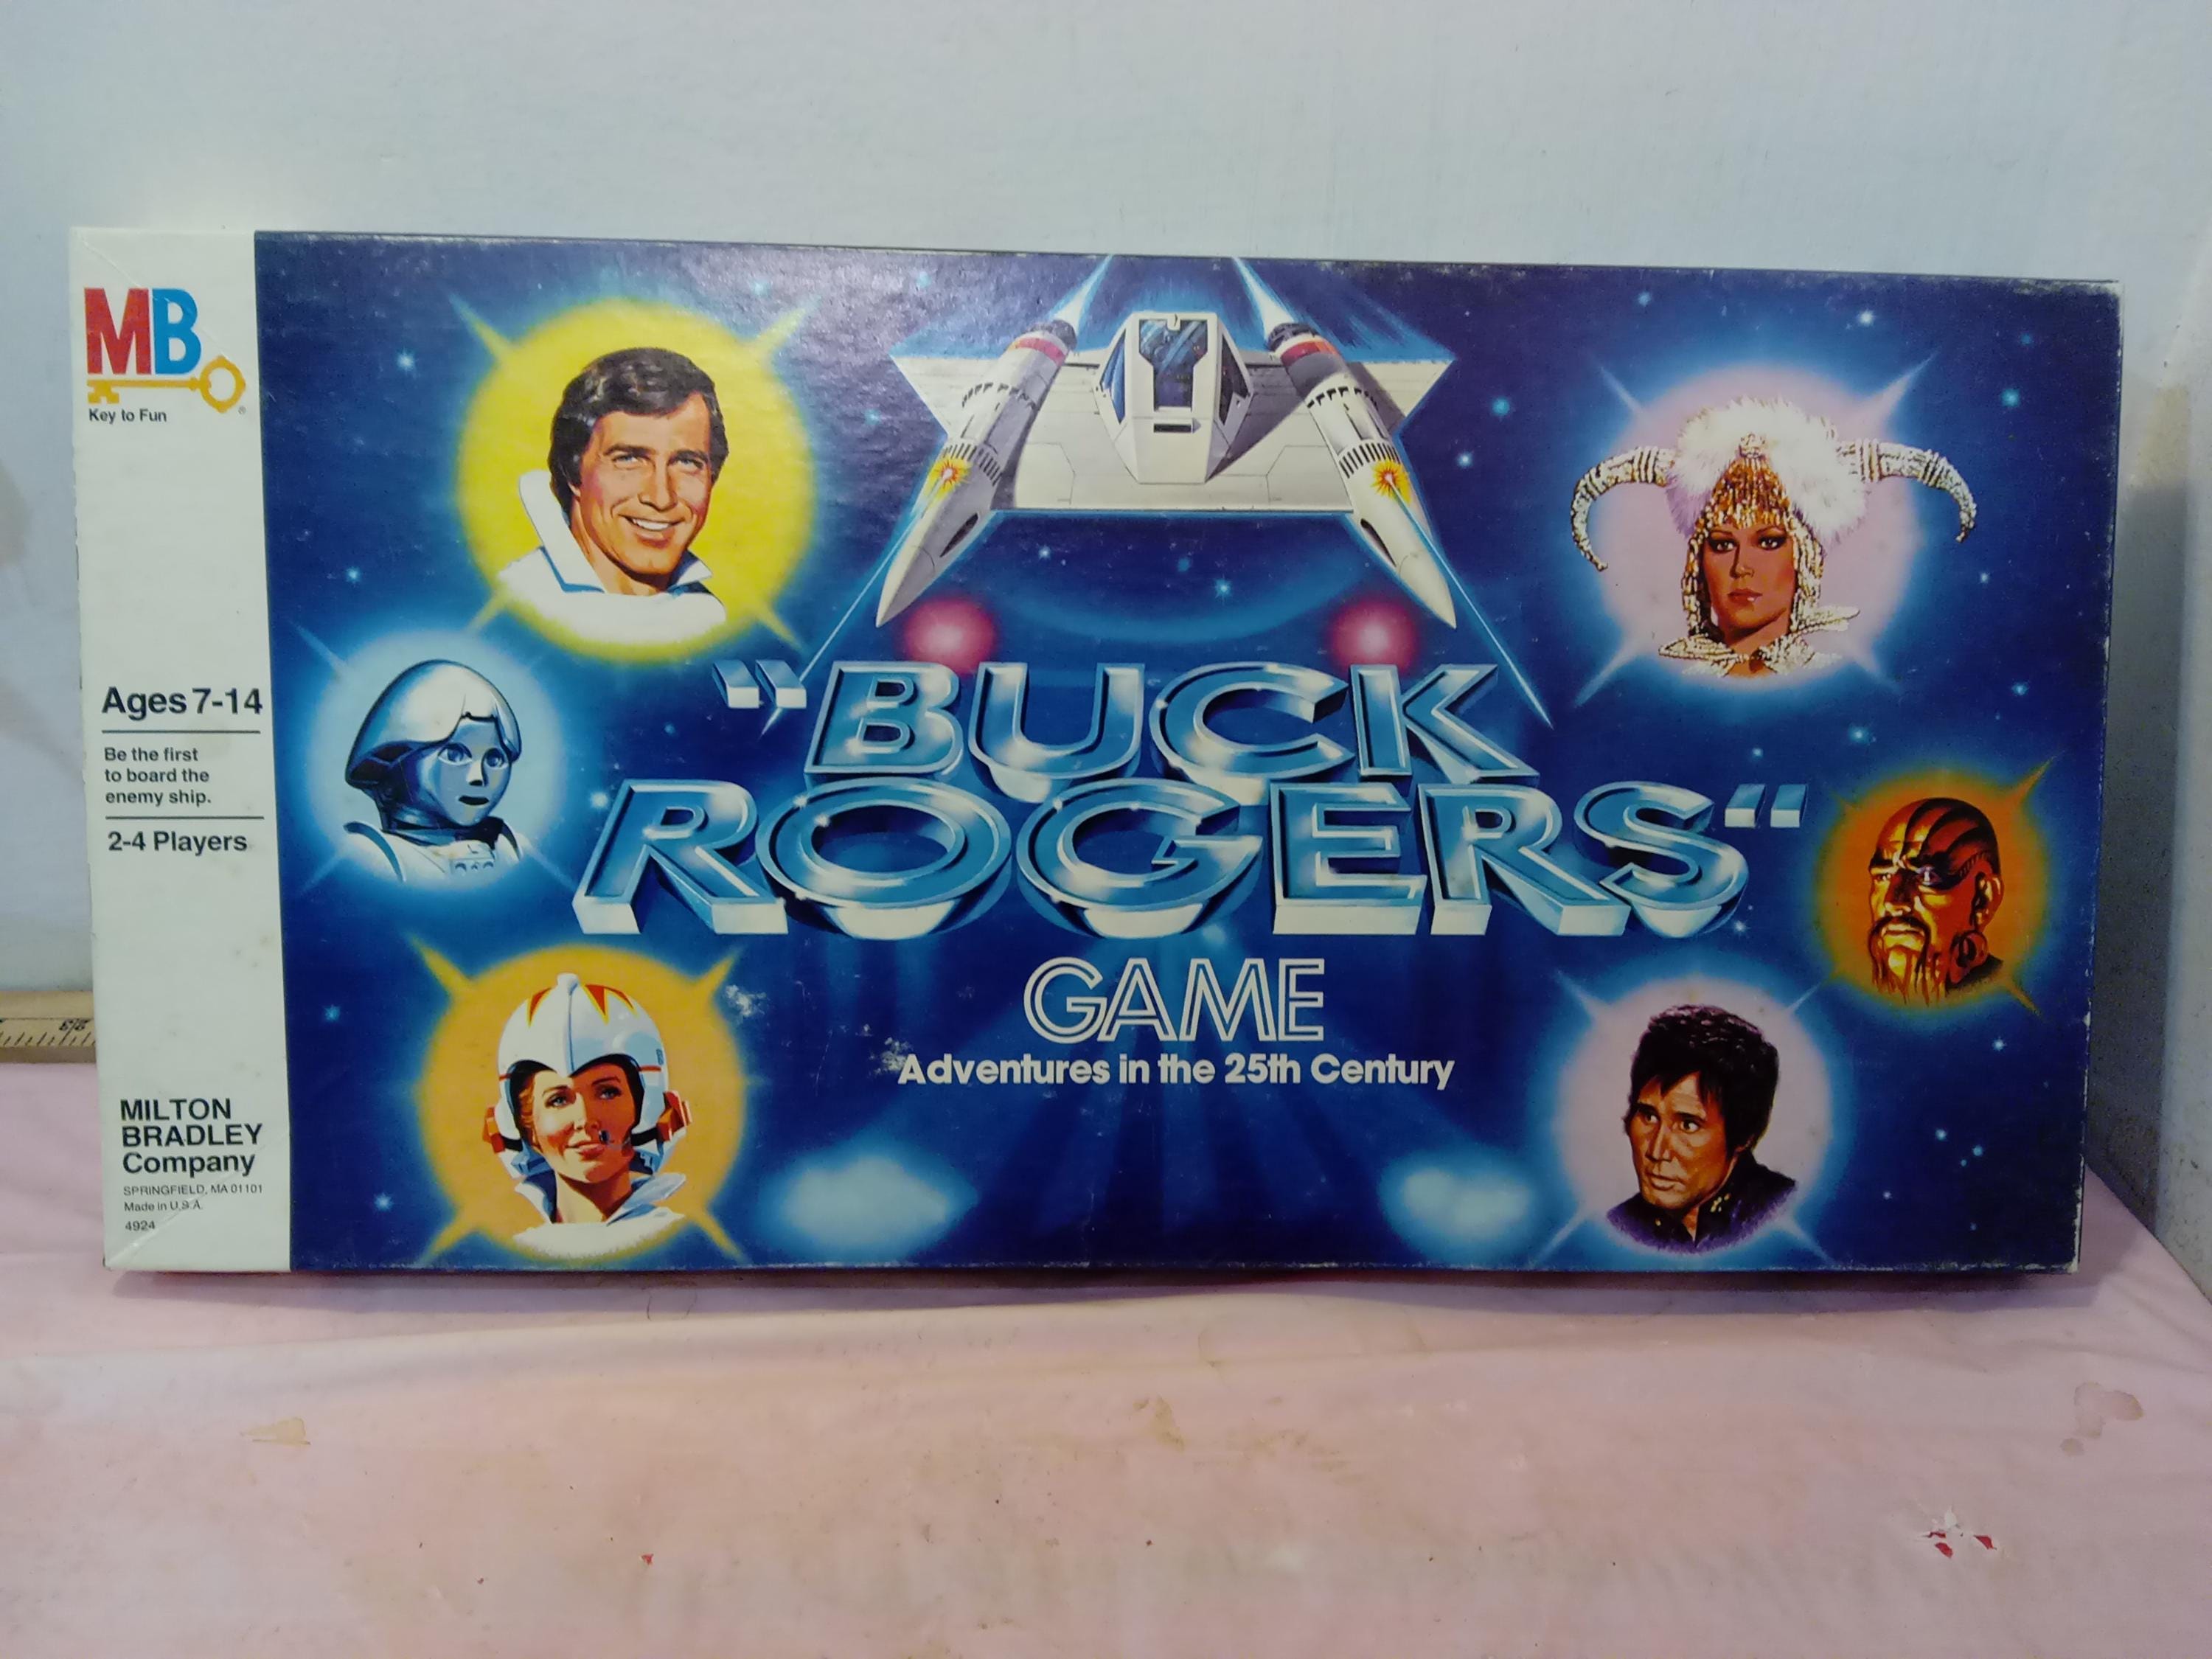 MB
Key to Fun
Ages 7-14
Be the first
to board the
enemy ship.
2-4 Players
MILTON
BRADLEY
Company
SPRINGFIELD, MA 01101
Made in U.S.A.
4924
"BUCK
ROGERS"
GAME
Adventures in the 25th Century